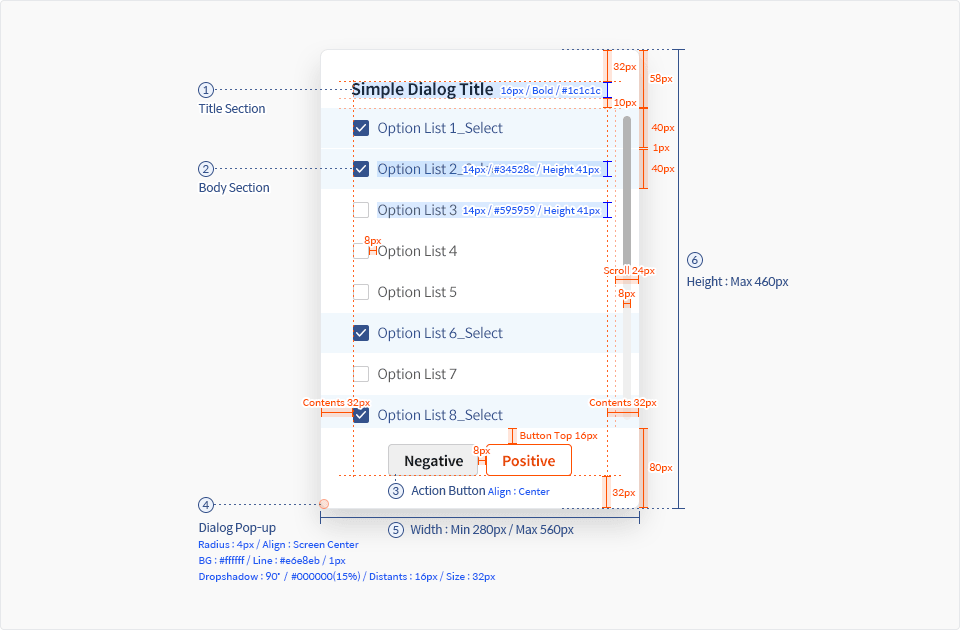 32px
58px
① Simple Dialog Title 16px / Bold / #1c1c1c
Title Section
10px
Option List 1_Select
40px
1px
② Option List 2_ 14px / #34528c / Height 41px
40px
Body Section
Option List 3 14px / #595959 / Height 41px
8px
Option List 4
⑥
Scroll 24px
Height : Max 460px
Option List 5
8px
Option List 6_Select
Option List 7
Contents 32px
Contents 32px
Option List 8_Select
Button Top 16px
8px
Negative
Positive
80px
③ Action Button Align : Center
32px
④
Dialog Pop-up
⑤ Width : Min 280px / Max 560px
Radius : 4px / Align : Screen Center
BG : #ffffff / Line : #e6e8eb / 1px
Dropshadow : 90° / #000000(15%) / Distants : 16px / Size : 32px